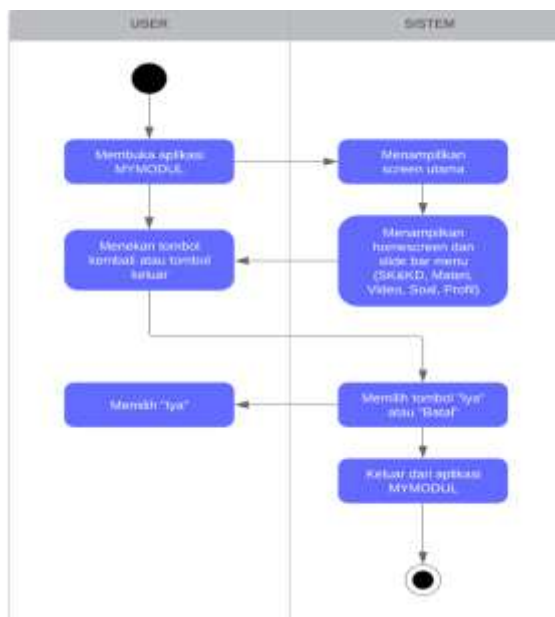 USER
SISTEM
Membuka aplikasi
MYMODUL
Menampilkan
screen utama
Menekan tombol
kembali atau tombol
keluar
Menampilkan
homescreen dan
slide bar menu
(SK&KD, Materi,
Video, Soal, Profil)
Memilih "Iya"
Memilih tombol "Iya"
atau "Batal"
Keluar dari aplikasi
MYMODUL